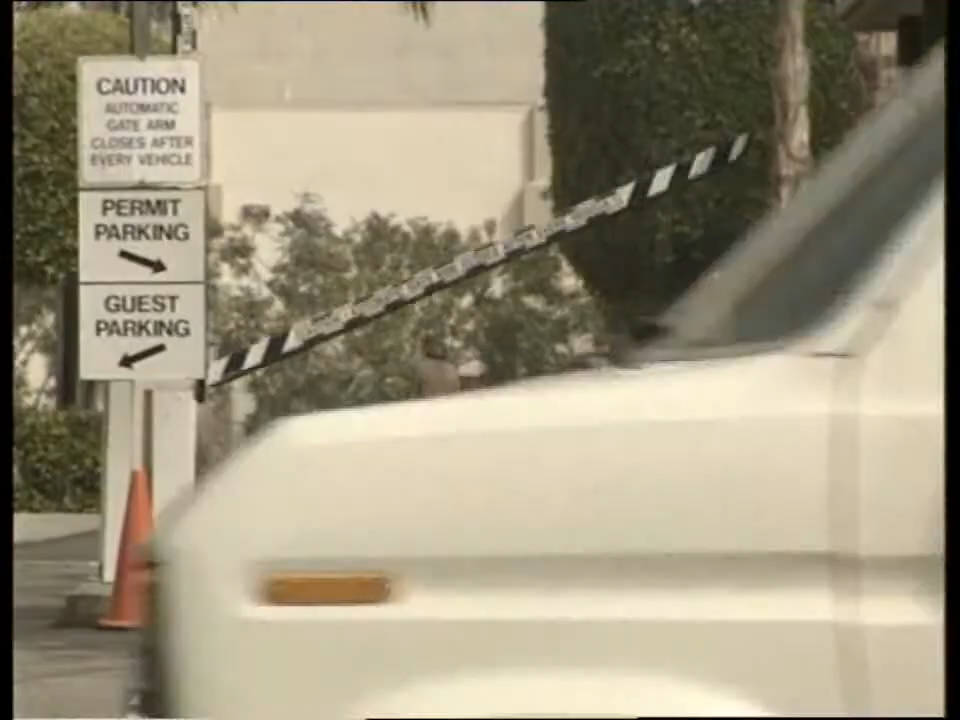 CAUTION
AUTOMATIC
GATE ARM
CLOSES AFTER
EVERY VEHICLE
PERMIT
PARKING
GUEST
PARKING